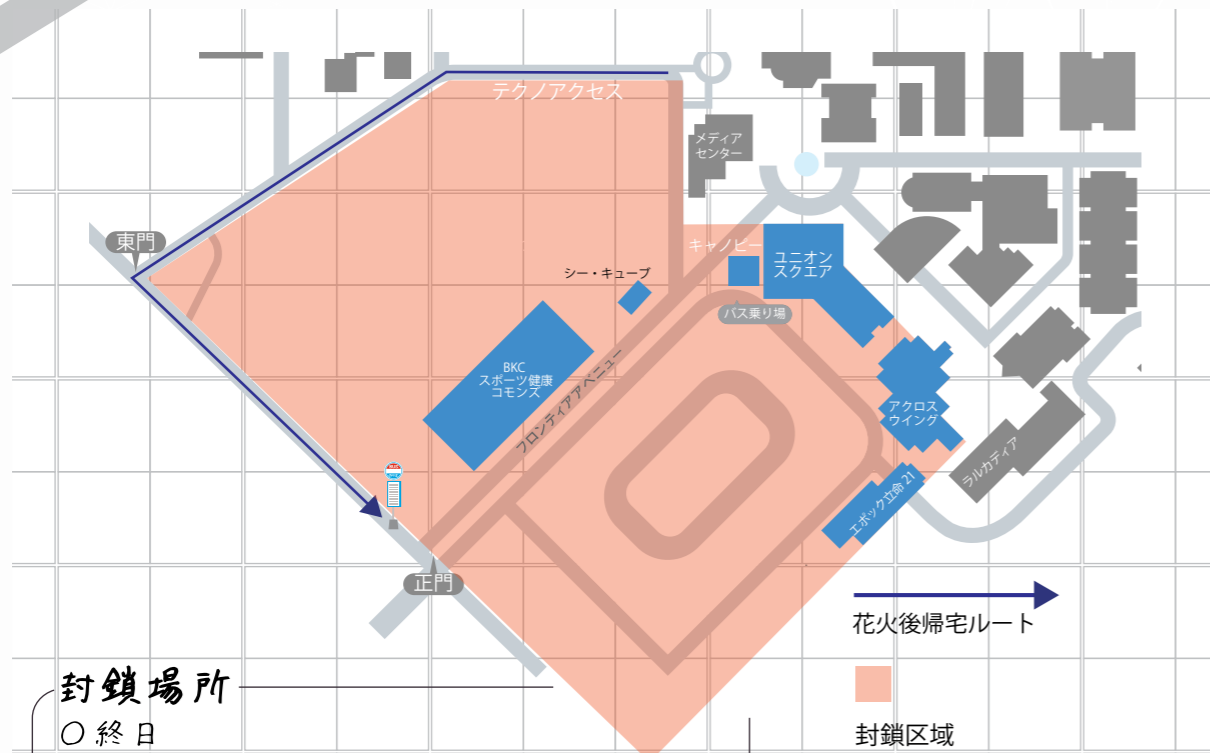 テクノアクセス
メディア
センター
東門
キャノピー
ユニオン
スクエア
シー・キューブ
バス乗り場
BKC
スポーツ健康
コモンズ
フロンティアアベニュー
アクロス
ウイング
ラルカディア
エポック立命21
正門
花火後帰宅ルート
封鎖場所
○終日
封鎖区域